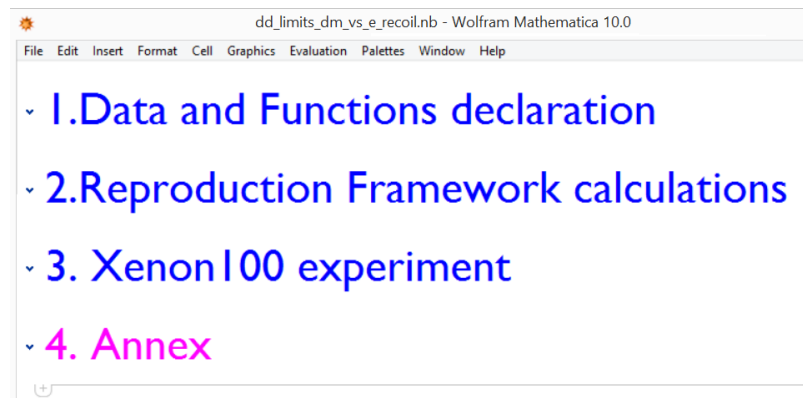 dd_limits_dm_vs_e_recoil.nb - Wolfram Mathematica 10.0
File Edit Insert Format Cell Graphics Evaluation Palettes Window Help
1.Data and Functions declaration
2.Reproduction Framework calculations
3. Xenon100 experiment
4. Annex